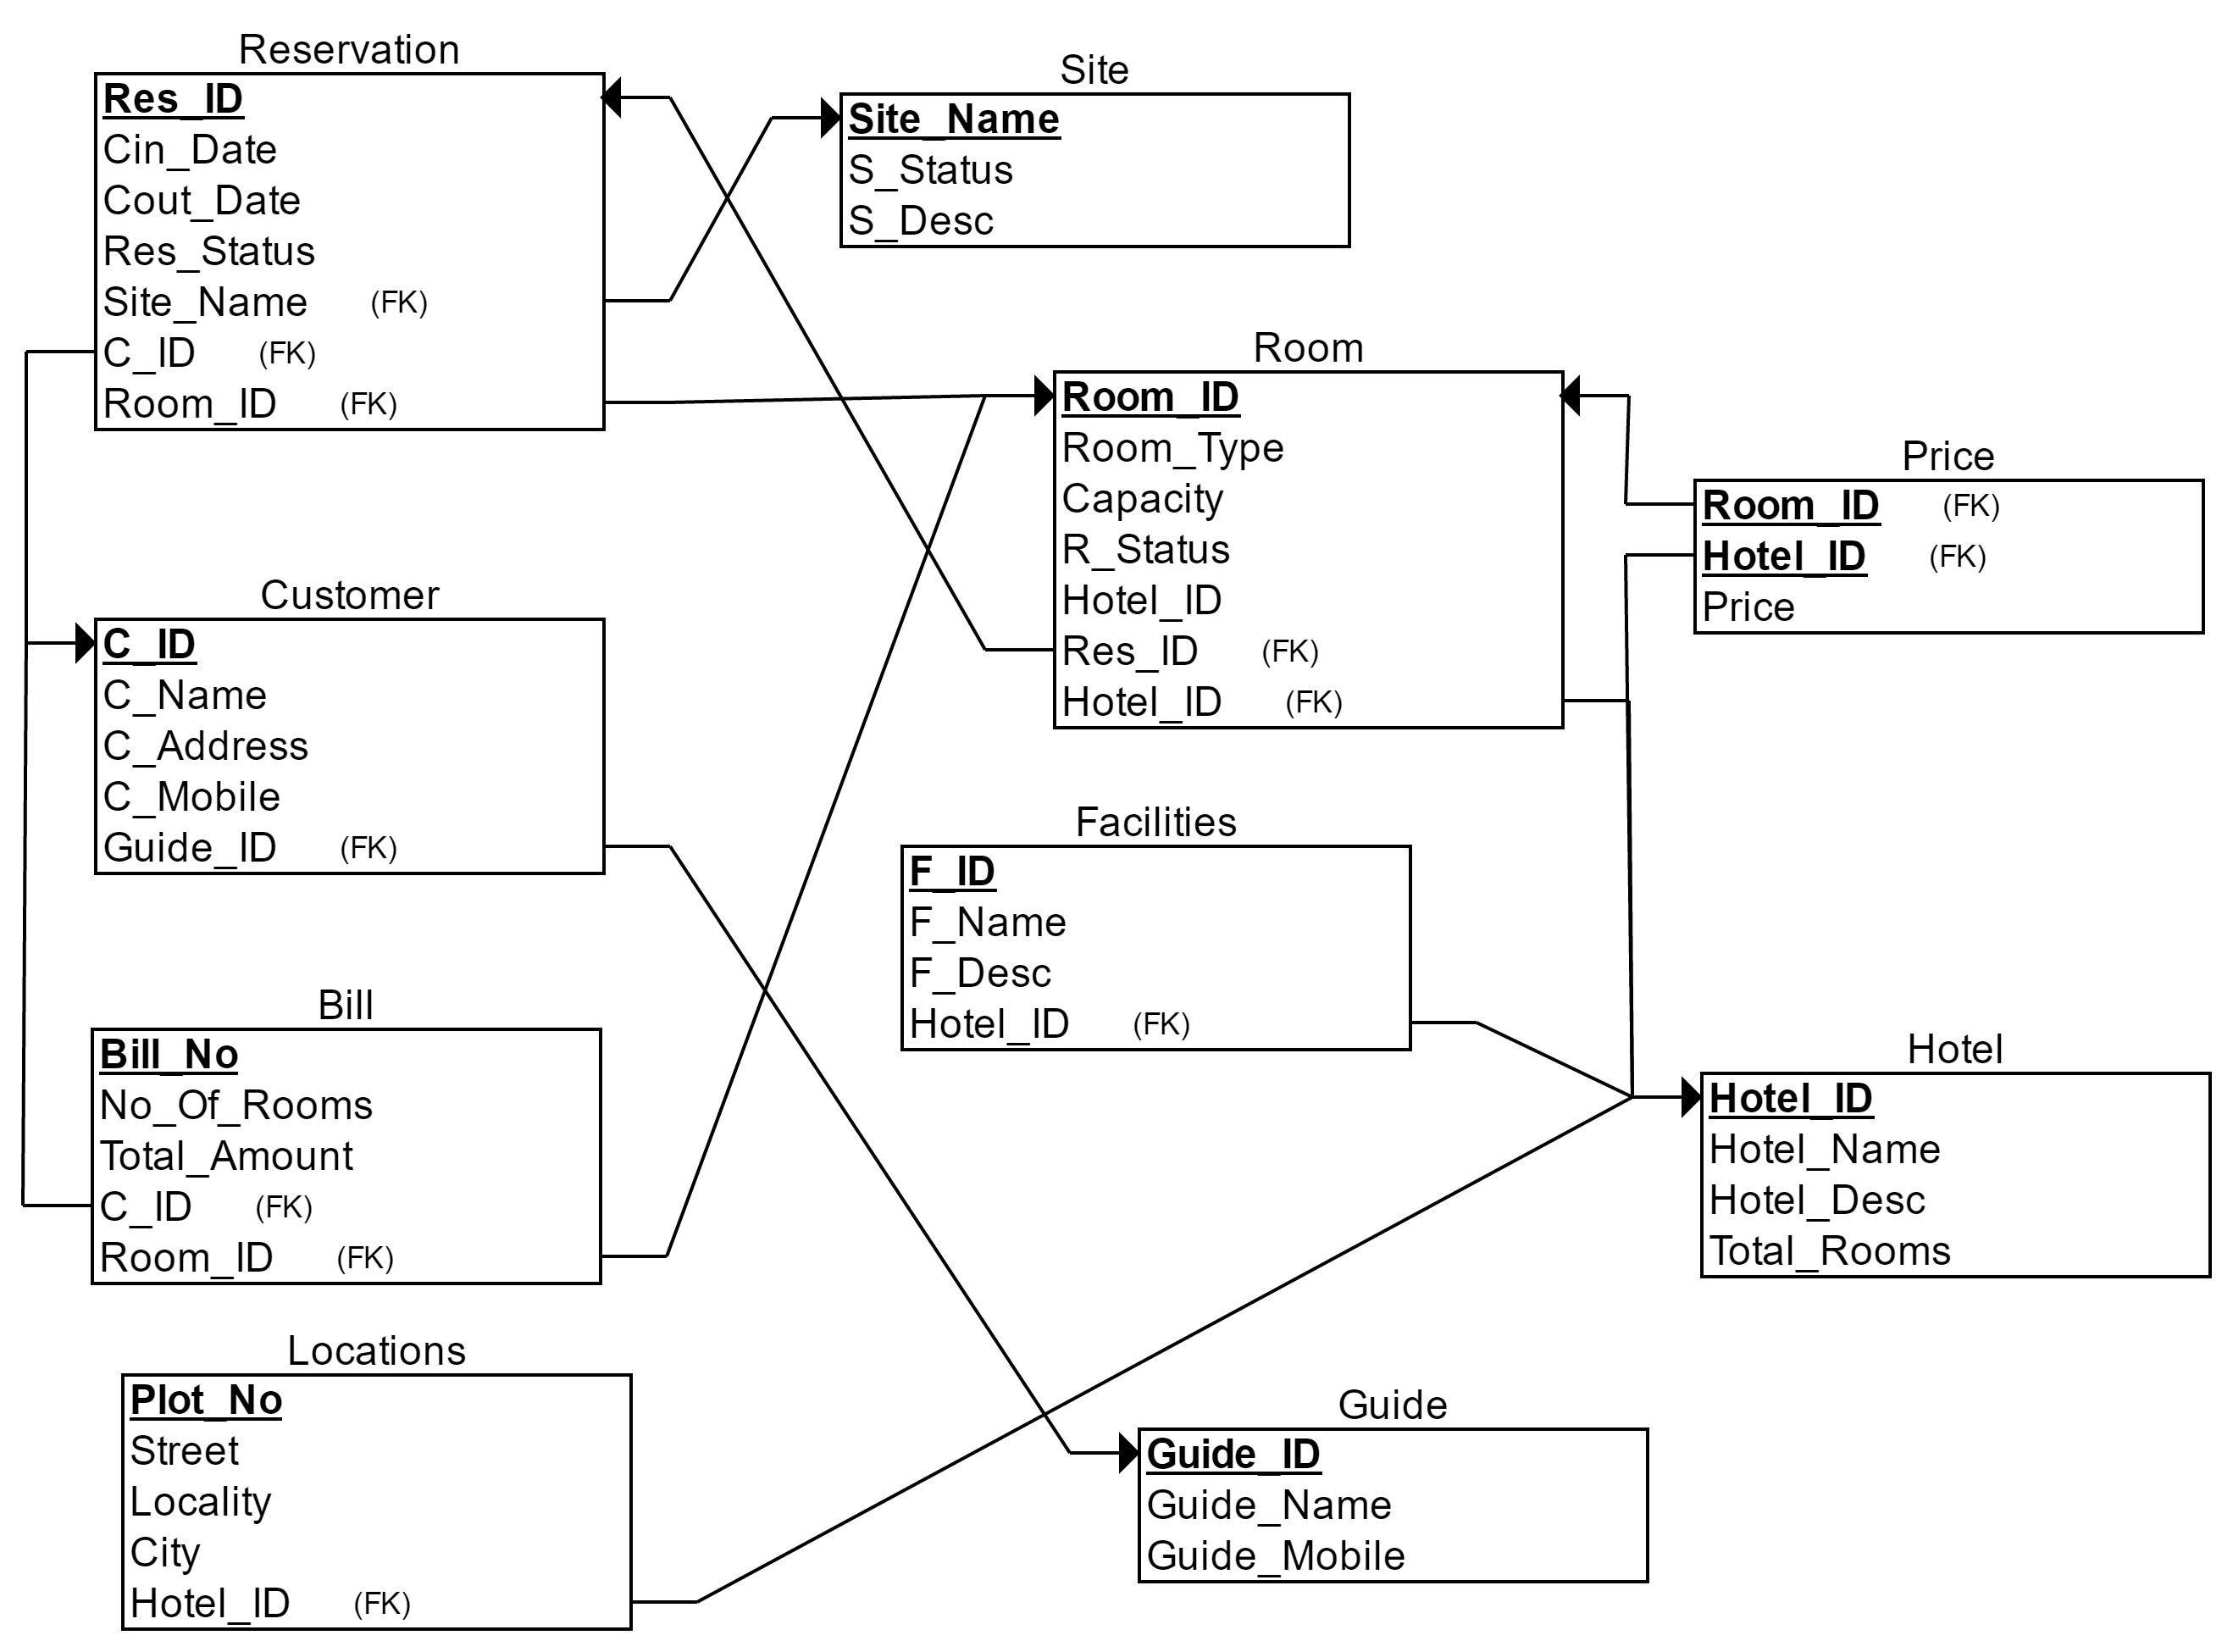 Reservation
Res_ID
Cin_Date
Cout_Date
Res_Status
Site_Name (FK)
C_ID (FK)
Room_ID (FK)
Site
Site_Name
S_Status
S_Desc
Room
Room_ID
Room_Type
Capacity
R_Status
Hotel_ID
Res_ID (FK)
Hotel_ID (FK)
Price
Room_ID (FK)
Hotel_ID (FK)
Price
Customer
C_ID
C_Name
C_Address
C_Mobile
Guide_ID (FK)
Facilities
F_ID
F_Name
F_Desc
Hotel_ID (FK)
Bill
Bill_No
No_Of_Rooms
Total_Amount
C_ID (FK)
Room_ID (FK)
Hotel
Hotel_ID
Hotel_Name
Hotel_Desc
Total_Rooms
Locations
Plot_No
Street
Locality
City
Hotel_ID (FK)
Guide
Guide_ID
Guide_Name
Guide_Mobile